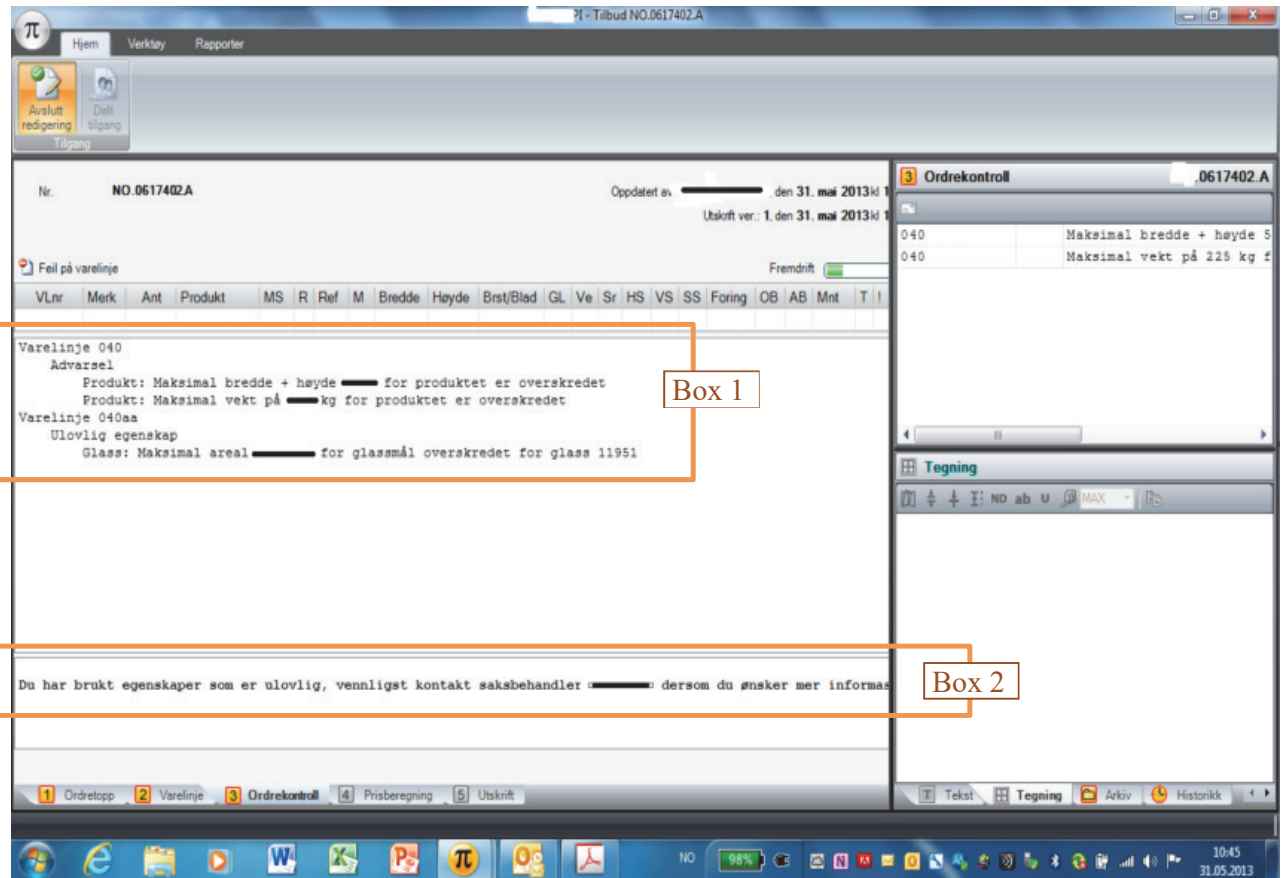 PI - Tilbud NO.0617402.A
π
Hjem Verktøy Rapporter
Avslutt redigering
Delt tilgang
Tilgang
Nr. NO.0617402.A
Oppdatert av , den 31. mai 2013 kl 1
Utskrift ver.: 1, den 31. mai 2013 kl 1
Feil på varelinje
Fremdrift
VLnr Merk Ant Produkt MS R Ref M Bredde Høyde Brst/Blad GL Ve Sr HS VS SS Foring OB AB Mnt T
Varelinje 040
Advarsel
Produkt: Maksimal bredde + høyde for produktet er overskredet
Produkt: Maksimal vekt på kg for produktet er overskredet
Varelinje 040aa
Ulovlig egenskap
Glass: Maksimal areal for glassmål overskredet for glass 11951
Box 1
Du har brukt egenskaper som er ulovlig, vennligst kontakt saksbehandler dersom du ønsker mer informas
Box 2
1 Ordretopp 2 Varelinje 3 Ordrekontroll 4 Prisberegning 5 Utskrift
3 Ordrekontroll .0617402.A
040 Maksimal bredde + høyde 5
040 Maksimal vekt på 225 kg f
Tegning
ND ab U MAX
T Tekst Tegning Arkiv Historikk
NO 98% 10:45
31.05.2013